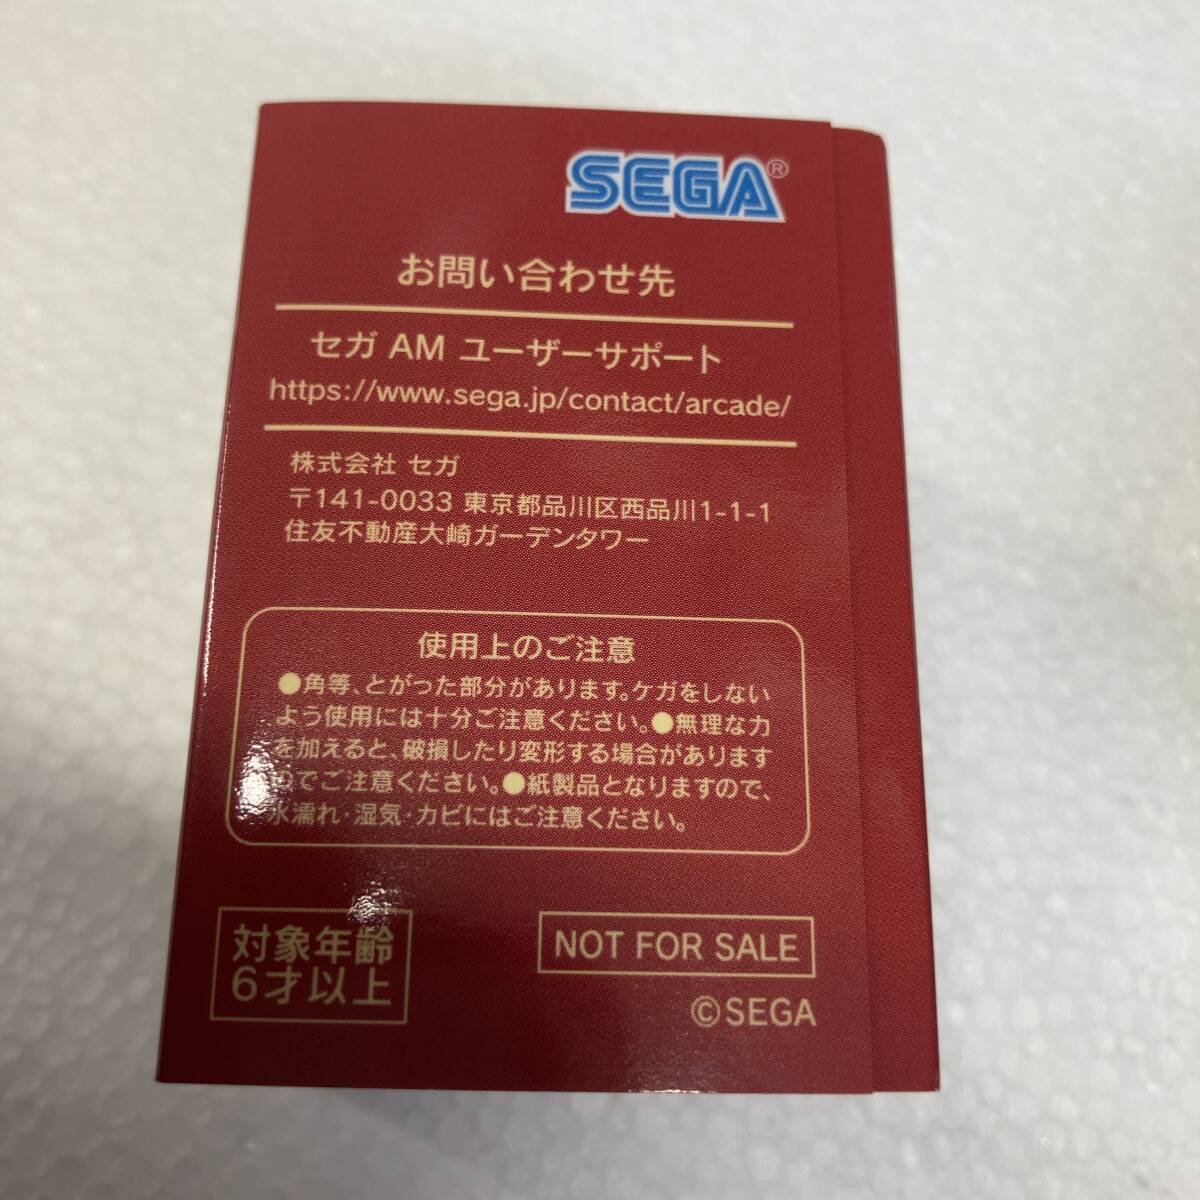 SEGA®
お問い合わせ先
セガ AM ユーザーサポート
https://www.sega.jp/contact/arcade/
株式会社 セガ
〒141-0033 東京都品川区西品川1-1-1
住友不動産大崎ガーデンタワー
使用上のご注意
●角等、とがった部分があります。ケガをしない
よう使用には十分ご注意ください。●無理な力
を加えると、破損したり変形する場合があります
のでご注意ください。●紙製品となりますので、
水濡れ・湿気・カビにはご注意ください。
対象年齢
6才以上
NOT FOR SALE
©SEGA